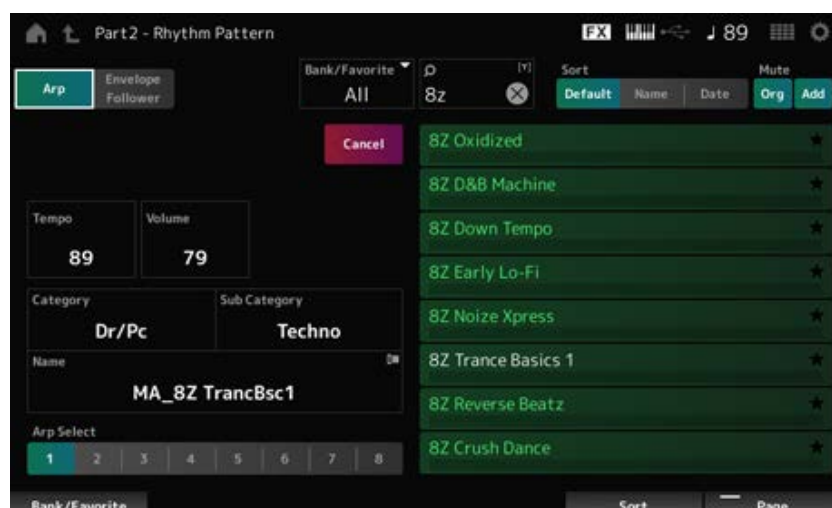 Part2 - Rhythm Pattern
FX
♩ 89
Arp
Envelope
Follower
Bank/Favorite
All
[Y]
8z
Sort
Default Name Date
Mute
Org Add
Cancel
8Z Oxidized
8Z D&B Machine
8Z Down Tempo
8Z Early Lo-Fi
8Z Noize Xpress
8Z Trance Basics 1
8Z Reverse Beatz
8Z Crush Dance
Tempo
89
Volume
79
Category
Dr/Pc
Sub Category
Techno
Name
MA_8Z TrancBsc1
Arp Select
1 2 3 4 5 6 7 8
Bank/Favorite
Sort
Page